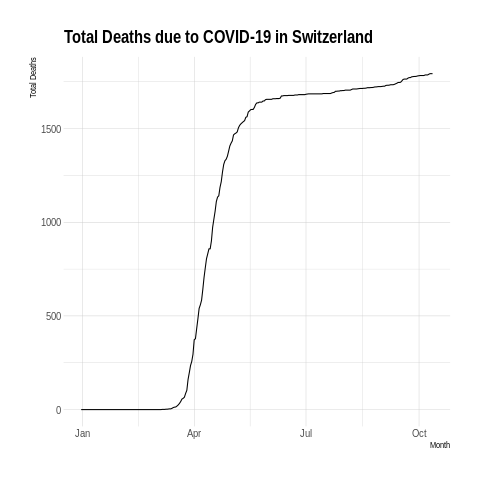 Total Deaths due to COVID-19 in Switzerland
Total Deaths
1500
1000
500
0
Jan Apr Jul Oct
Month